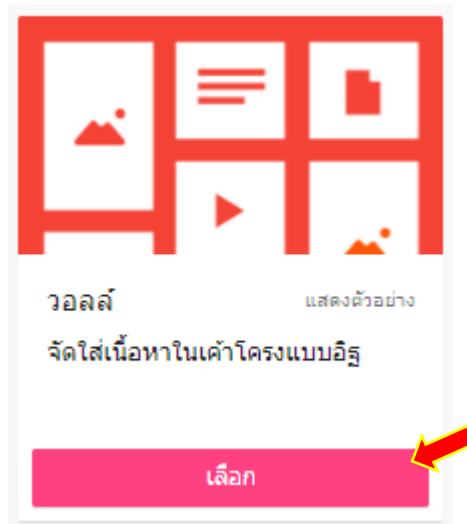 วอลล์
แสดงตัวอย่าง
จัดใส่เนื้อหาในเค้าโครงแบบอิฐ
เลือก